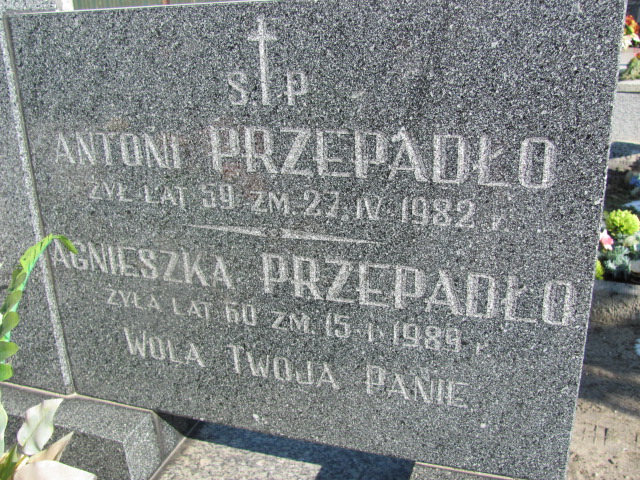 Ś. P
ANTONI PRZEPADŁO
ŻYŁ LAT 59 ZM. 27.IV 1982 r
AGNIESZKA PRZEPADŁO
ŻYŁA LAT 60 ZM. 15.I.1989 r
WOLA TWOJA PANIE